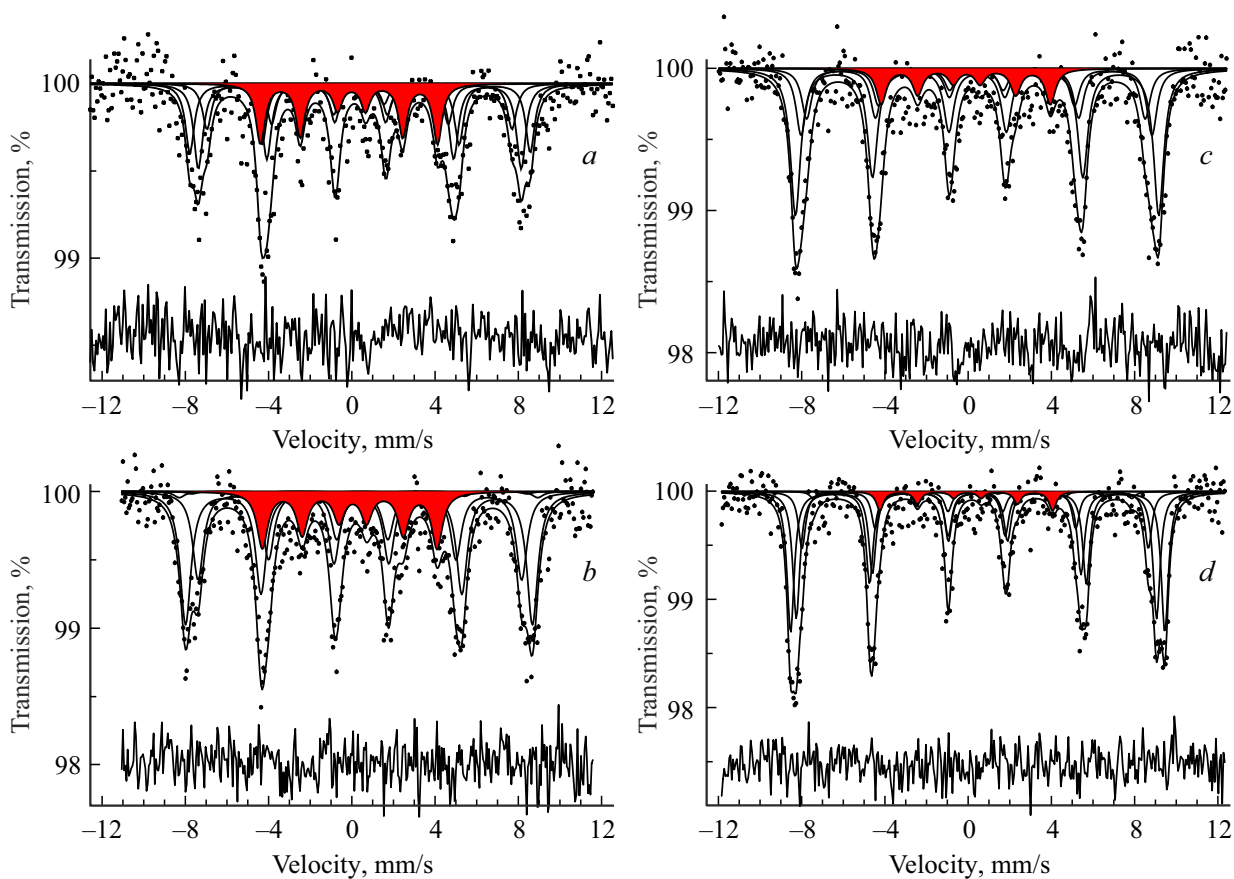 100
99
Transmission, %
a
−12 −8 −4 0 4 8 12
Velocity, mm/s
100
99
98
Transmission, %
c
−12 −8 −4 0 4 8 12
Velocity, mm/s
100
99
98
Transmission, %
b
−12 −8 −4 0 4 8 12
Velocity, mm/s
100
99
98
Transmission, %
d
−12 −8 −4 0 4 8 12
Velocity, mm/s